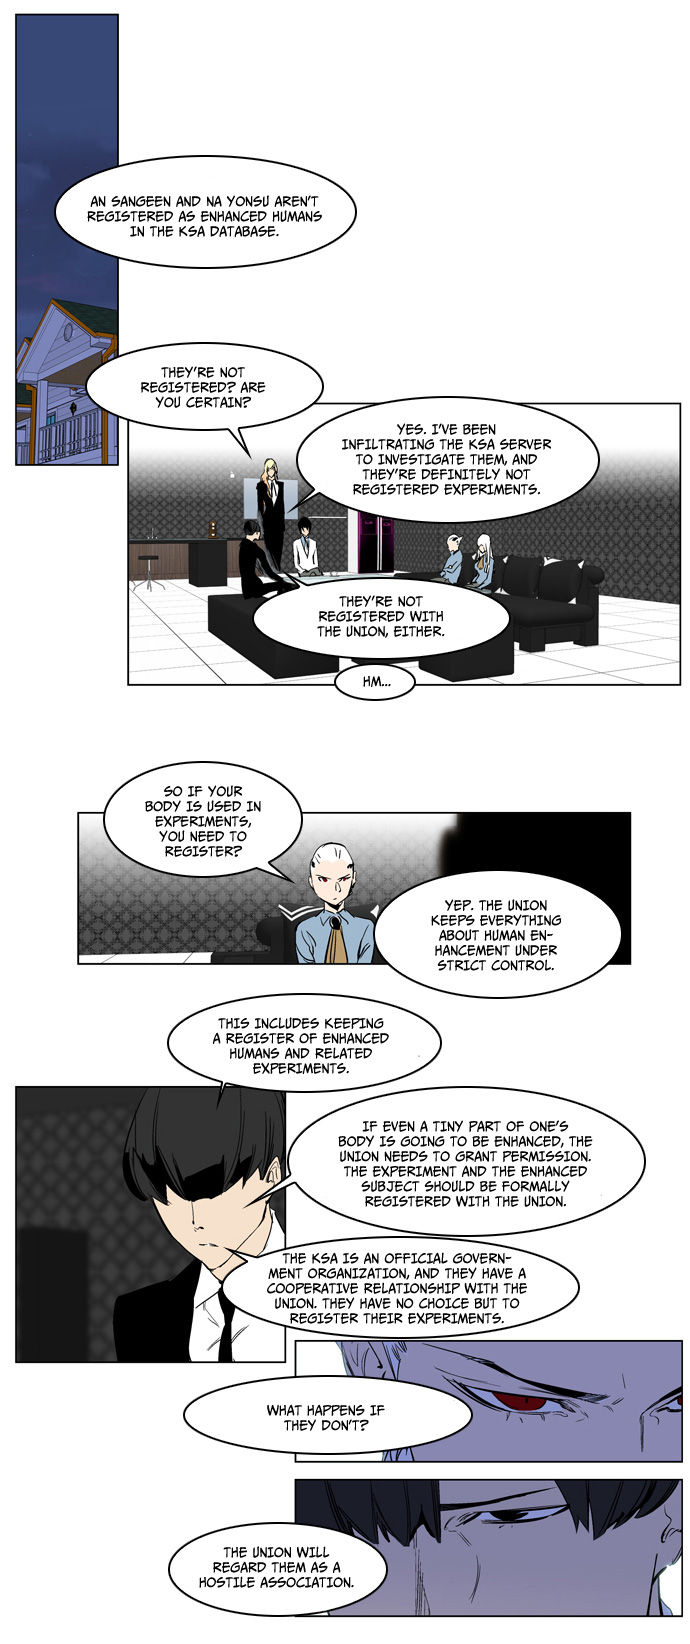 AN SANGEEN AND NA YONSU AREN'T
REGISTERED AS ENHANCED HUMANS
IN THE KSA DATABASE.
THEY'RE NOT
REGISTERED? ARE
YOU CERTAIN?
YES. I'VE BEEN
INFILTRATING THE KSA SERVER
TO INVESTIGATE THEM, AND
THEY'RE DEFINITELY NOT
REGISTERED EXPERIMENTS.
THEY'RE NOT
REGISTERED WITH
THE UNION, EITHER.
HM...
SO IF YOUR
BODY IS USED IN
EXPERIMENTS,
YOU NEED TO
REGISTER?
YEP. THE UNION
KEEPS EVERYTHING
ABOUT HUMAN EN-
HANCEMENT UNDER
STRICT CONTROL.
THIS INCLUDES KEEPING
A REGISTER OF ENHANCED
HUMANS AND RELATED
EXPERIMENTS.
IF EVEN A TINY PART OF ONE'S
BODY IS GOING TO BE ENHANCED, THE
UNION NEEDS TO GRANT PERMISSION.
THE EXPERIMENT AND THE ENHANCED
SUBJECT SHOULD BE FORMALLY
REGISTERED WITH THE UNION.
THE KSA IS AN OFFICIAL GOVERN-
MENT ORGANIZATION, AND THEY HAVE A
COOPERATIVE RELATIONSHIP WITH THE
UNION. THEY HAVE NO CHOICE BUT TO
REGISTER THEIR EXPERIMENTS.
WHAT HAPPENS IF
THEY DON'T?
THE UNION WILL
REGARD THEM AS A
HOSTILE ASSOCIATION.